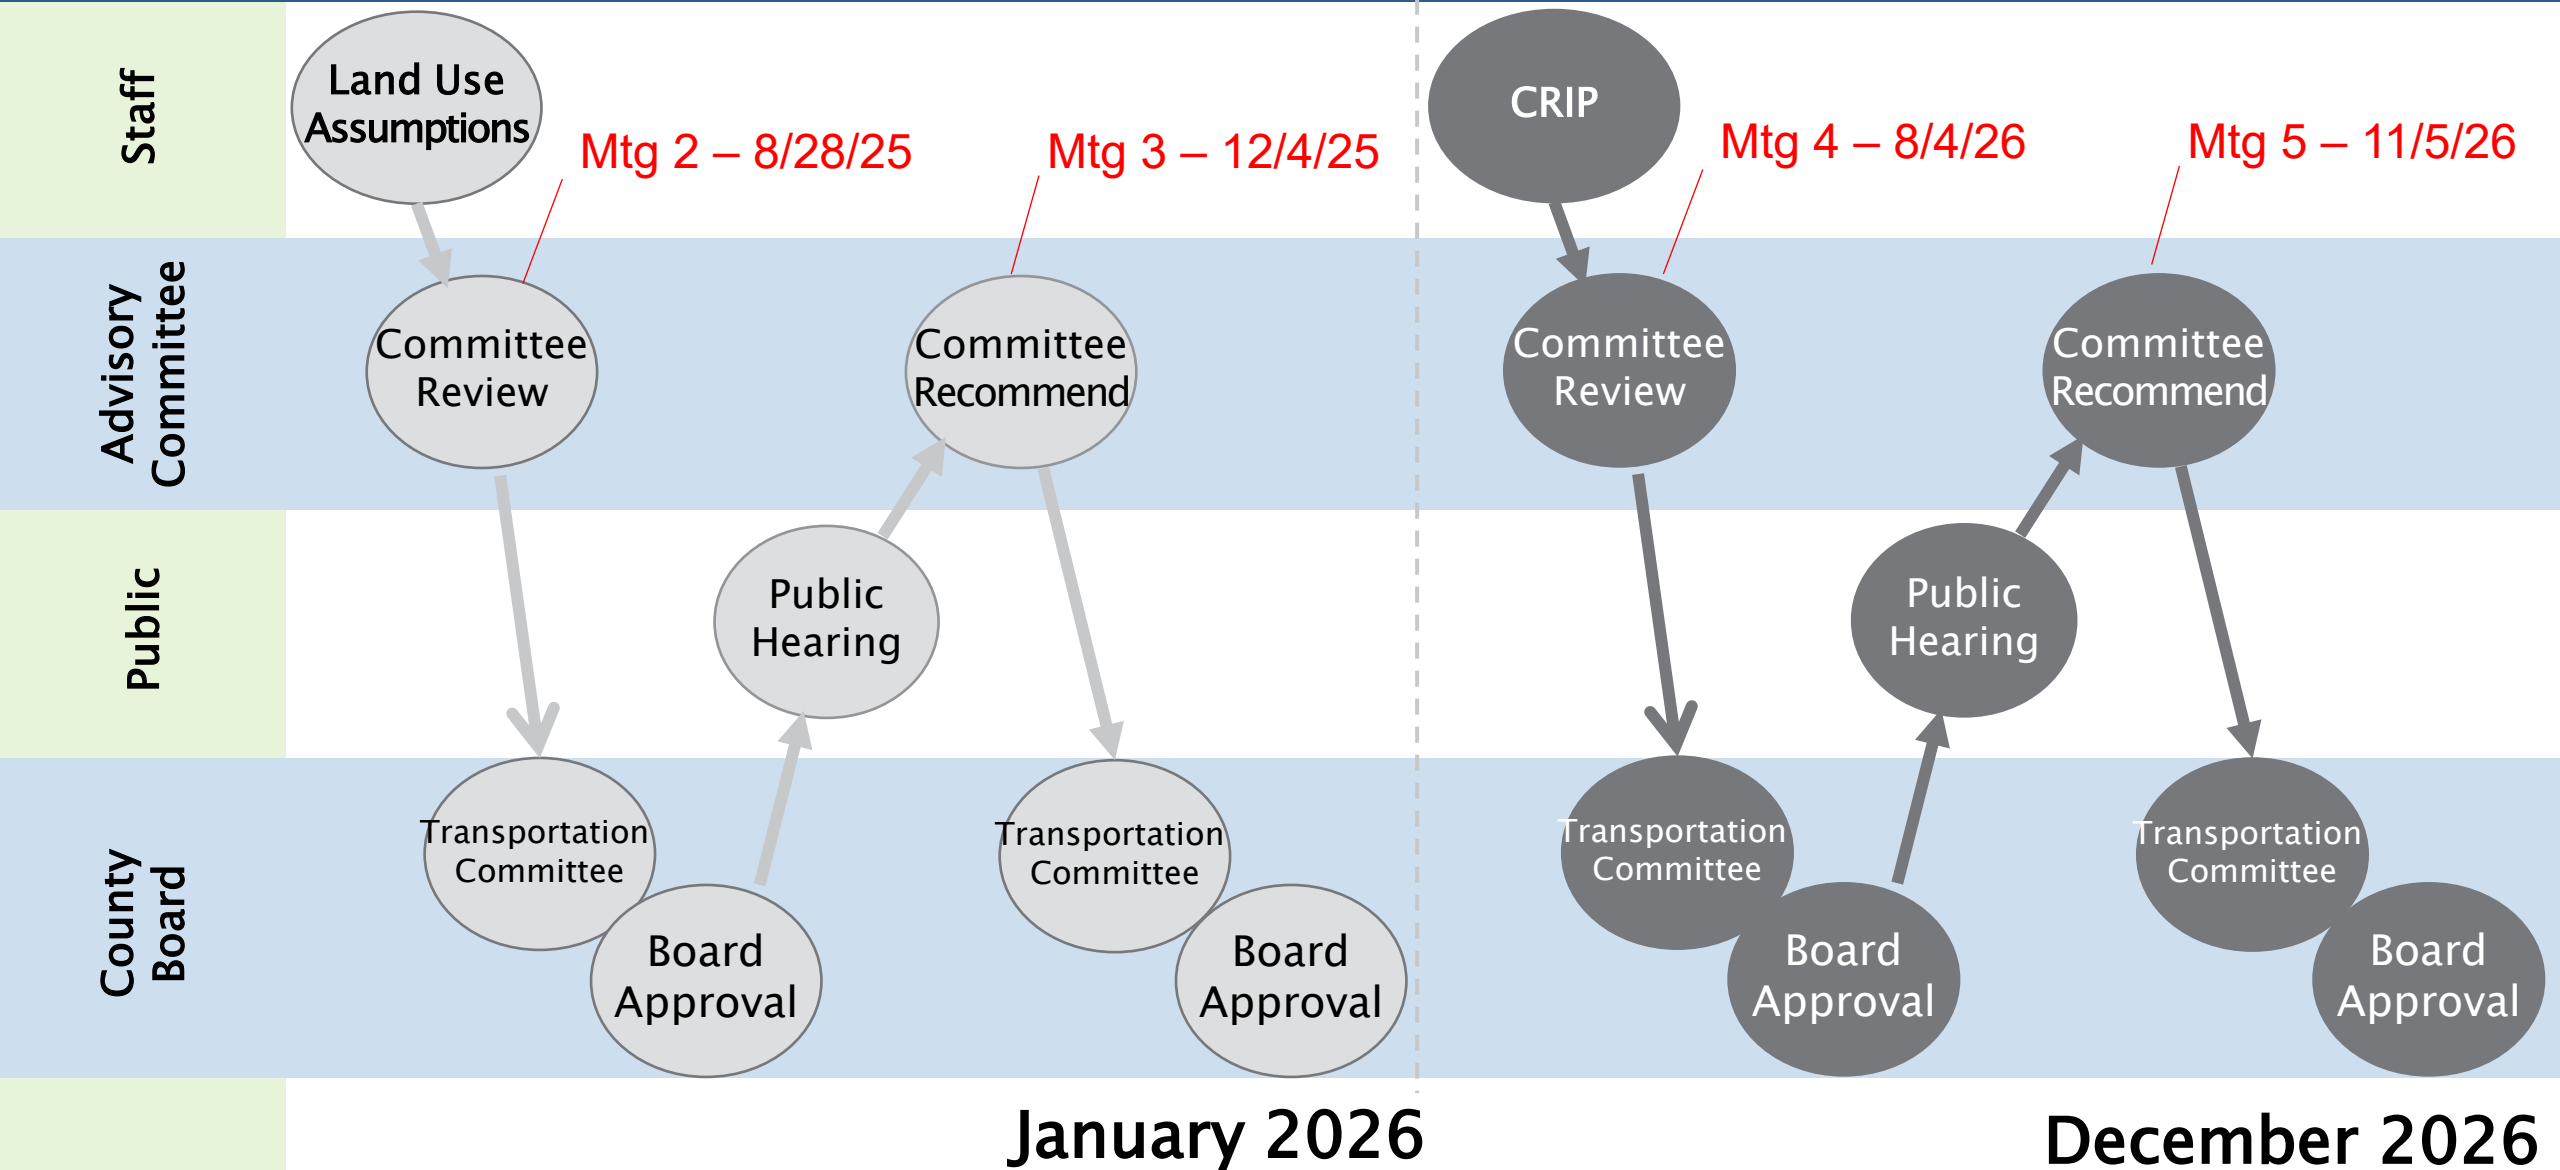 Staff
Land Use
Assumptions
Mtg 2 – 8/28/25
Mtg 3 – 12/4/25
CRIP
Mtg 4 – 8/4/26
Mtg 5 – 11/5/26
Advisory
Committee
Committee
Review
Committee
Recommend
Committee
Review
Committee
Recommend
Public
Public
Hearing
Public
Hearing
County
Board
Transportation
Committee
Board
Approval
Transportation
Committee
Board
Approval
Transportation
Committee
Board
Approval
Transportation
Committee
Board
Approval
January 2026
December 2026